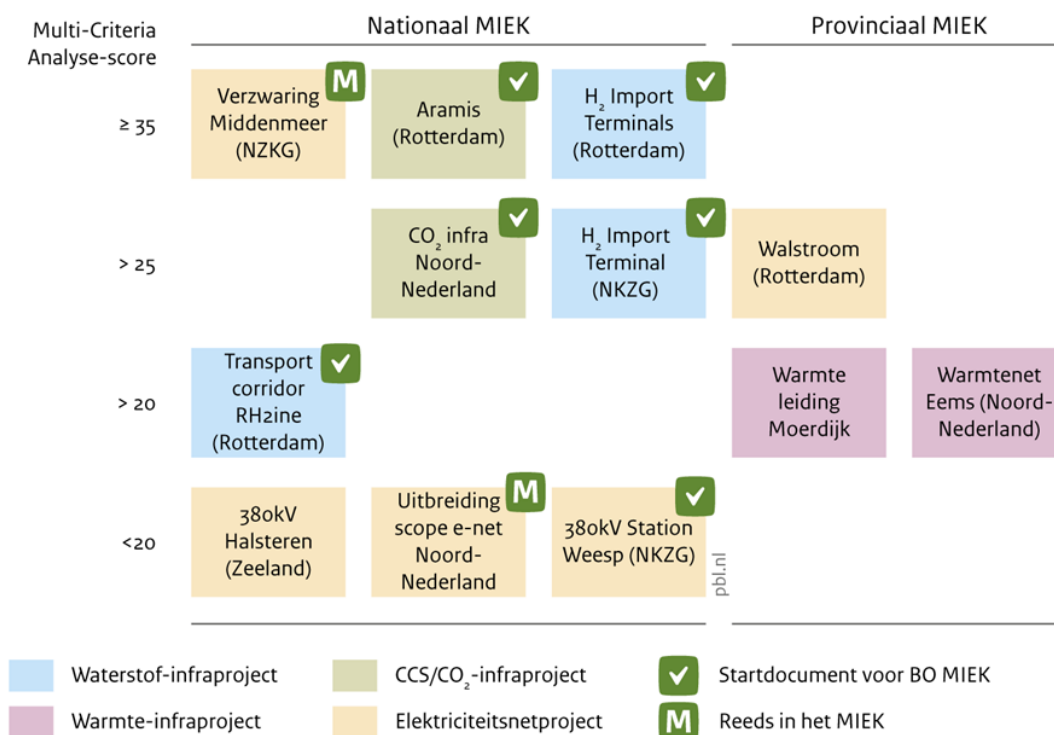 Multi-Criteria
Analyse-score
Nationaal MIEK
Provinciaal MIEK
≥ 35
Verzwaring
Middenmeer
(NZKG)
M
Aramis
(Rotterdam)
H₂ Import
Terminals
(Rotterdam)
> 25
CO₂ infra
Noord-
Nederland
H₂ Import
Terminal
(NKZG)
Walstroom
(Rotterdam)
> 20
Transport
corridor
RH2ine
(Rotterdam)
Warmte
leiding
Moerdijk
Warmtenet
Eems (Noord-
Nederland)
<20
380kV
Halsteren
(Zeeland)
Uitbreiding
scope e-net
Noord-
Nederland
M
380kV Station
Weesp (NKZG)
pbl.nl
Waterstof-infraproject
CCS/CO₂-infraproject
Startdocument voor BO MIEK
Warmte-infraproject
Elektriciteitsnetproject
M Reeds in het MIEK